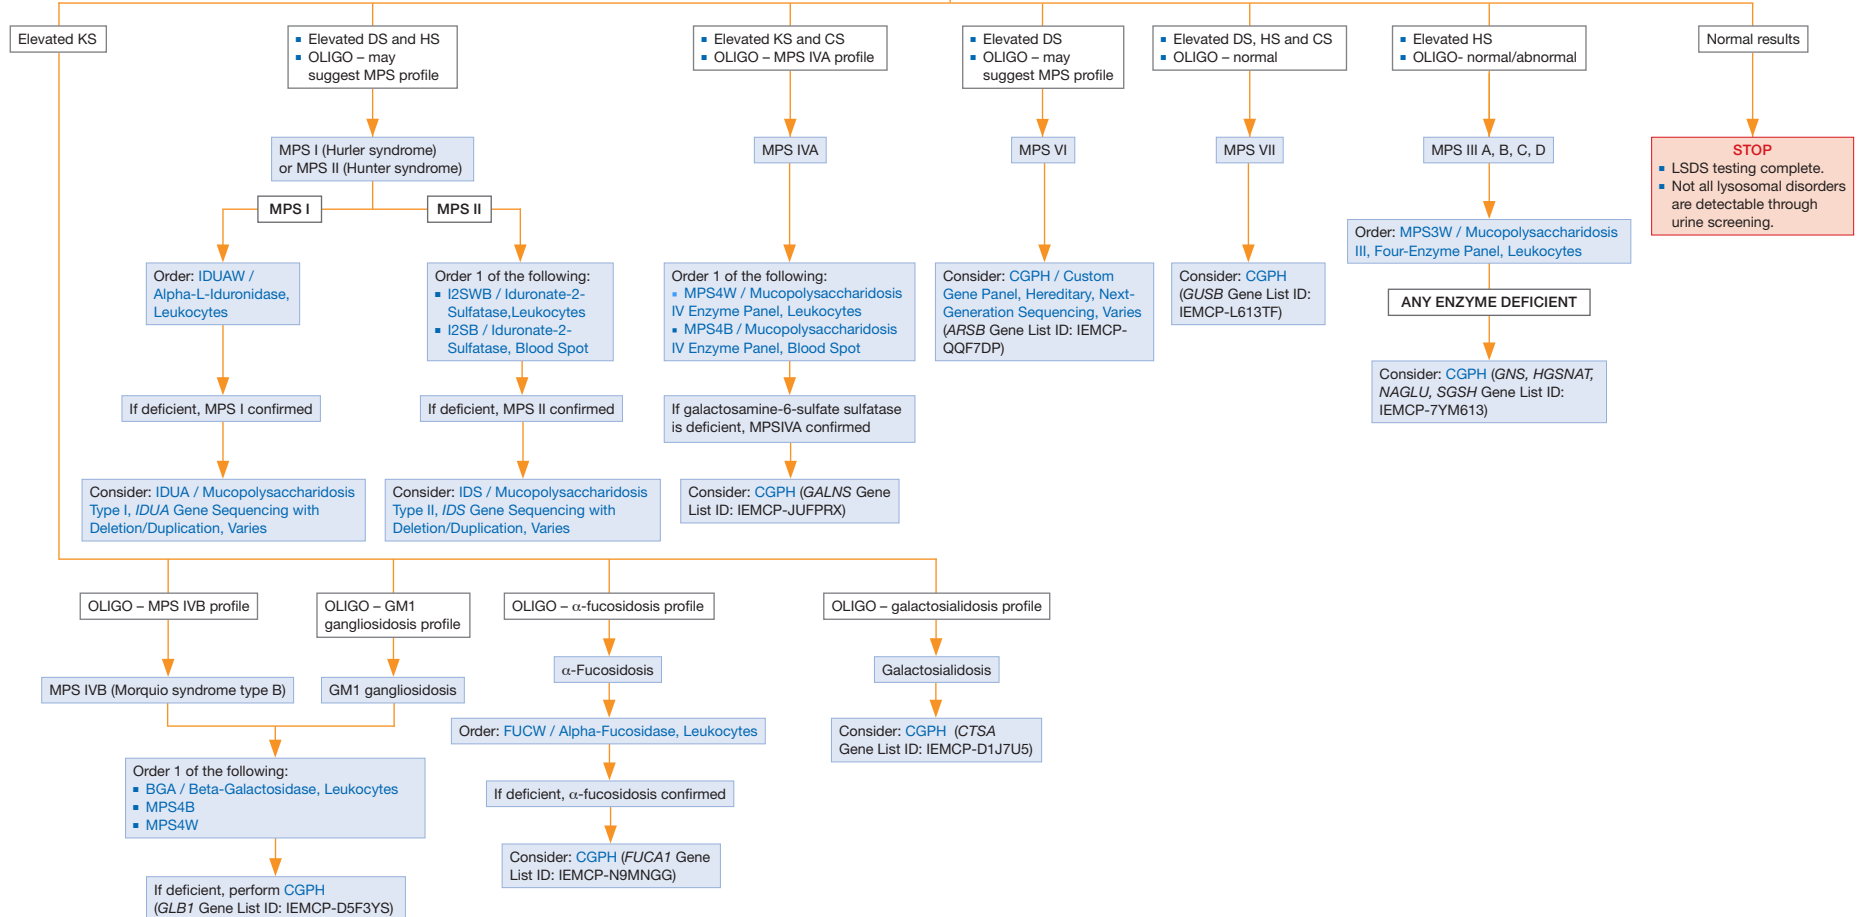 Elevated KS
▪ Elevated DS and HS
▪ OLIGO – may
suggest MPS profile
▪ Elevated KS and CS
▪ OLIGO – MPS IVA profile
▪ Elevated DS
▪ OLIGO – may
suggest MPS profile
▪ Elevated DS, HS and CS
▪ OLIGO – normal
▪ Elevated HS
▪ OLIGO- normal/abnormal
Normal results
MPS I (Hurler syndrome)
or MPS II (Hunter syndrome)
MPS IVA
MPS VI
MPS VII
MPS III A, B, C, D
STOP
▪ LSDS testing complete.
▪ Not all lysosomal disorders
are detectable through
urine screening.
MPS I
MPS II
Order: MPS3W / Mucopolysaccharidosis
III, Four-Enzyme Panel, Leukocytes
Order: IDUAW /
Alpha-L-Iduronidase,
Leukocytes
Order 1 of the following:
▪ I2SWB / Iduronate-2-
Sulfatase,Leukocytes
▪ I2SB / Iduronate-2-
Sulfatase, Blood Spot
Order 1 of the following:
▪ MPS4W / Mucopolysaccharidosis
IV Enzyme Panel, Leukocytes
▪ MPS4B / Mucopolysaccharidosis
IV Enzyme Panel, Blood Spot
Consider: CGPH / Custom
Gene Panel, Hereditary, Next-
Generation Sequencing, Varies
(ARSB Gene List ID: IEMCP-
QQF7DP)
Consider: CGPH
(GUSB Gene List ID:
IEMCP-L613TF)
ANY ENZYME DEFICIENT
Consider: CGPH (GNS, HGSNAT,
NAGLU, SGSH Gene List ID:
IEMCP-7YM613)
If deficient, MPS I confirmed
If deficient, MPS II confirmed
If galactosamine-6-sulfate sulfatase
is deficient, MPSIVA confirmed
Consider: IDUA / Mucopolysaccharidosis
Type I, IDUA Gene Sequencing with
Deletion/Duplication, Varies
Consider: IDS / Mucopolysaccharidosis
Type II, IDS Gene Sequencing with
Deletion/Duplication, Varies
Consider: CGPH (GALNS Gene
List ID: IEMCP-JUFPRX)
OLIGO – MPS IVB profile
OLIGO – GM1
gangliosidosis profile
OLIGO – α-fucosidosis profile
OLIGO – galactosialidosis profile
MPS IVB (Morquio syndrome type B)
GM1 gangliosidosis
α-Fucosidosis
Galactosialidosis
Order: FUCW / Alpha-Fucosidase, Leukocytes
Consider: CGPH (CTSA
Gene List ID: IEMCP-D1J7U5)
Order 1 of the following:
▪ BGA / Beta-Galactosidase, Leukocytes
▪ MPS4B
▪ MPS4W
If deficient, α-fucosidosis confirmed
Consider: CGPH (FUCA1 Gene
List ID: IEMCP-N9MNGG)
If deficient, perform CGPH
(GLB1 Gene List ID: IEMCP-D5F3YS)